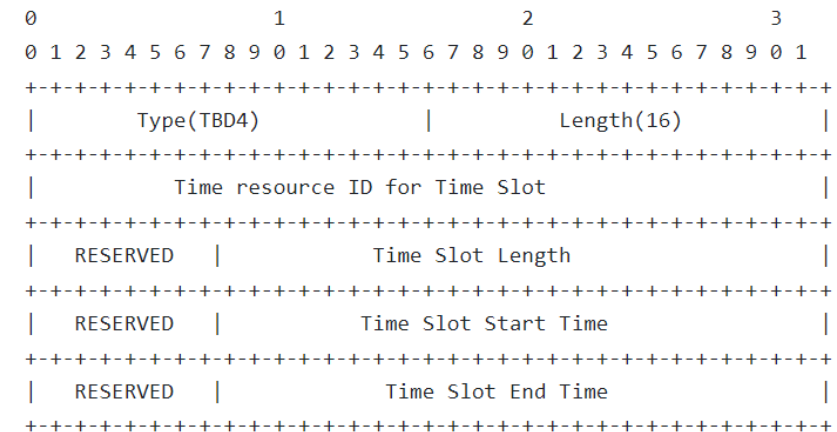 0                   1                   2                   3
0 1 2 3 4 5 6 7 8 9 0 1 2 3 4 5 6 7 8 9 0 1 2 3 4 5 6 7 8 9 0 1
+-+-+-+-+-+-+-+-+-+-+-+-+-+-+-+-+-+-+-+-+-+-+-+-+-+-+-+-+-+-+-+-+
|        Type(TBD4)             |          Length(16)           |
+-+-+-+-+-+-+-+-+-+-+-+-+-+-+-+-+-+-+-+-+-+-+-+-+-+-+-+-+-+-+-+-+
|           Time resource ID for Time Slot                      |
+-+-+-+-+-+-+-+-+-+-+-+-+-+-+-+-+-+-+-+-+-+-+-+-+-+-+-+-+-+-+-+-+
|   RESERVED   |            Time Slot Length                    |
+-+-+-+-+-+-+-+-+-+-+-+-+-+-+-+-+-+-+-+-+-+-+-+-+-+-+-+-+-+-+-+-+
|   RESERVED   |           Time Slot Start Time                 |
+-+-+-+-+-+-+-+-+-+-+-+-+-+-+-+-+-+-+-+-+-+-+-+-+-+-+-+-+-+-+-+-+
|   RESERVED   |             Time Slot End Time                 |
+-+-+-+-+-+-+-+-+-+-+-+-+-+-+-+-+-+-+-+-+-+-+-+-+-+-+-+-+-+-+-+-+